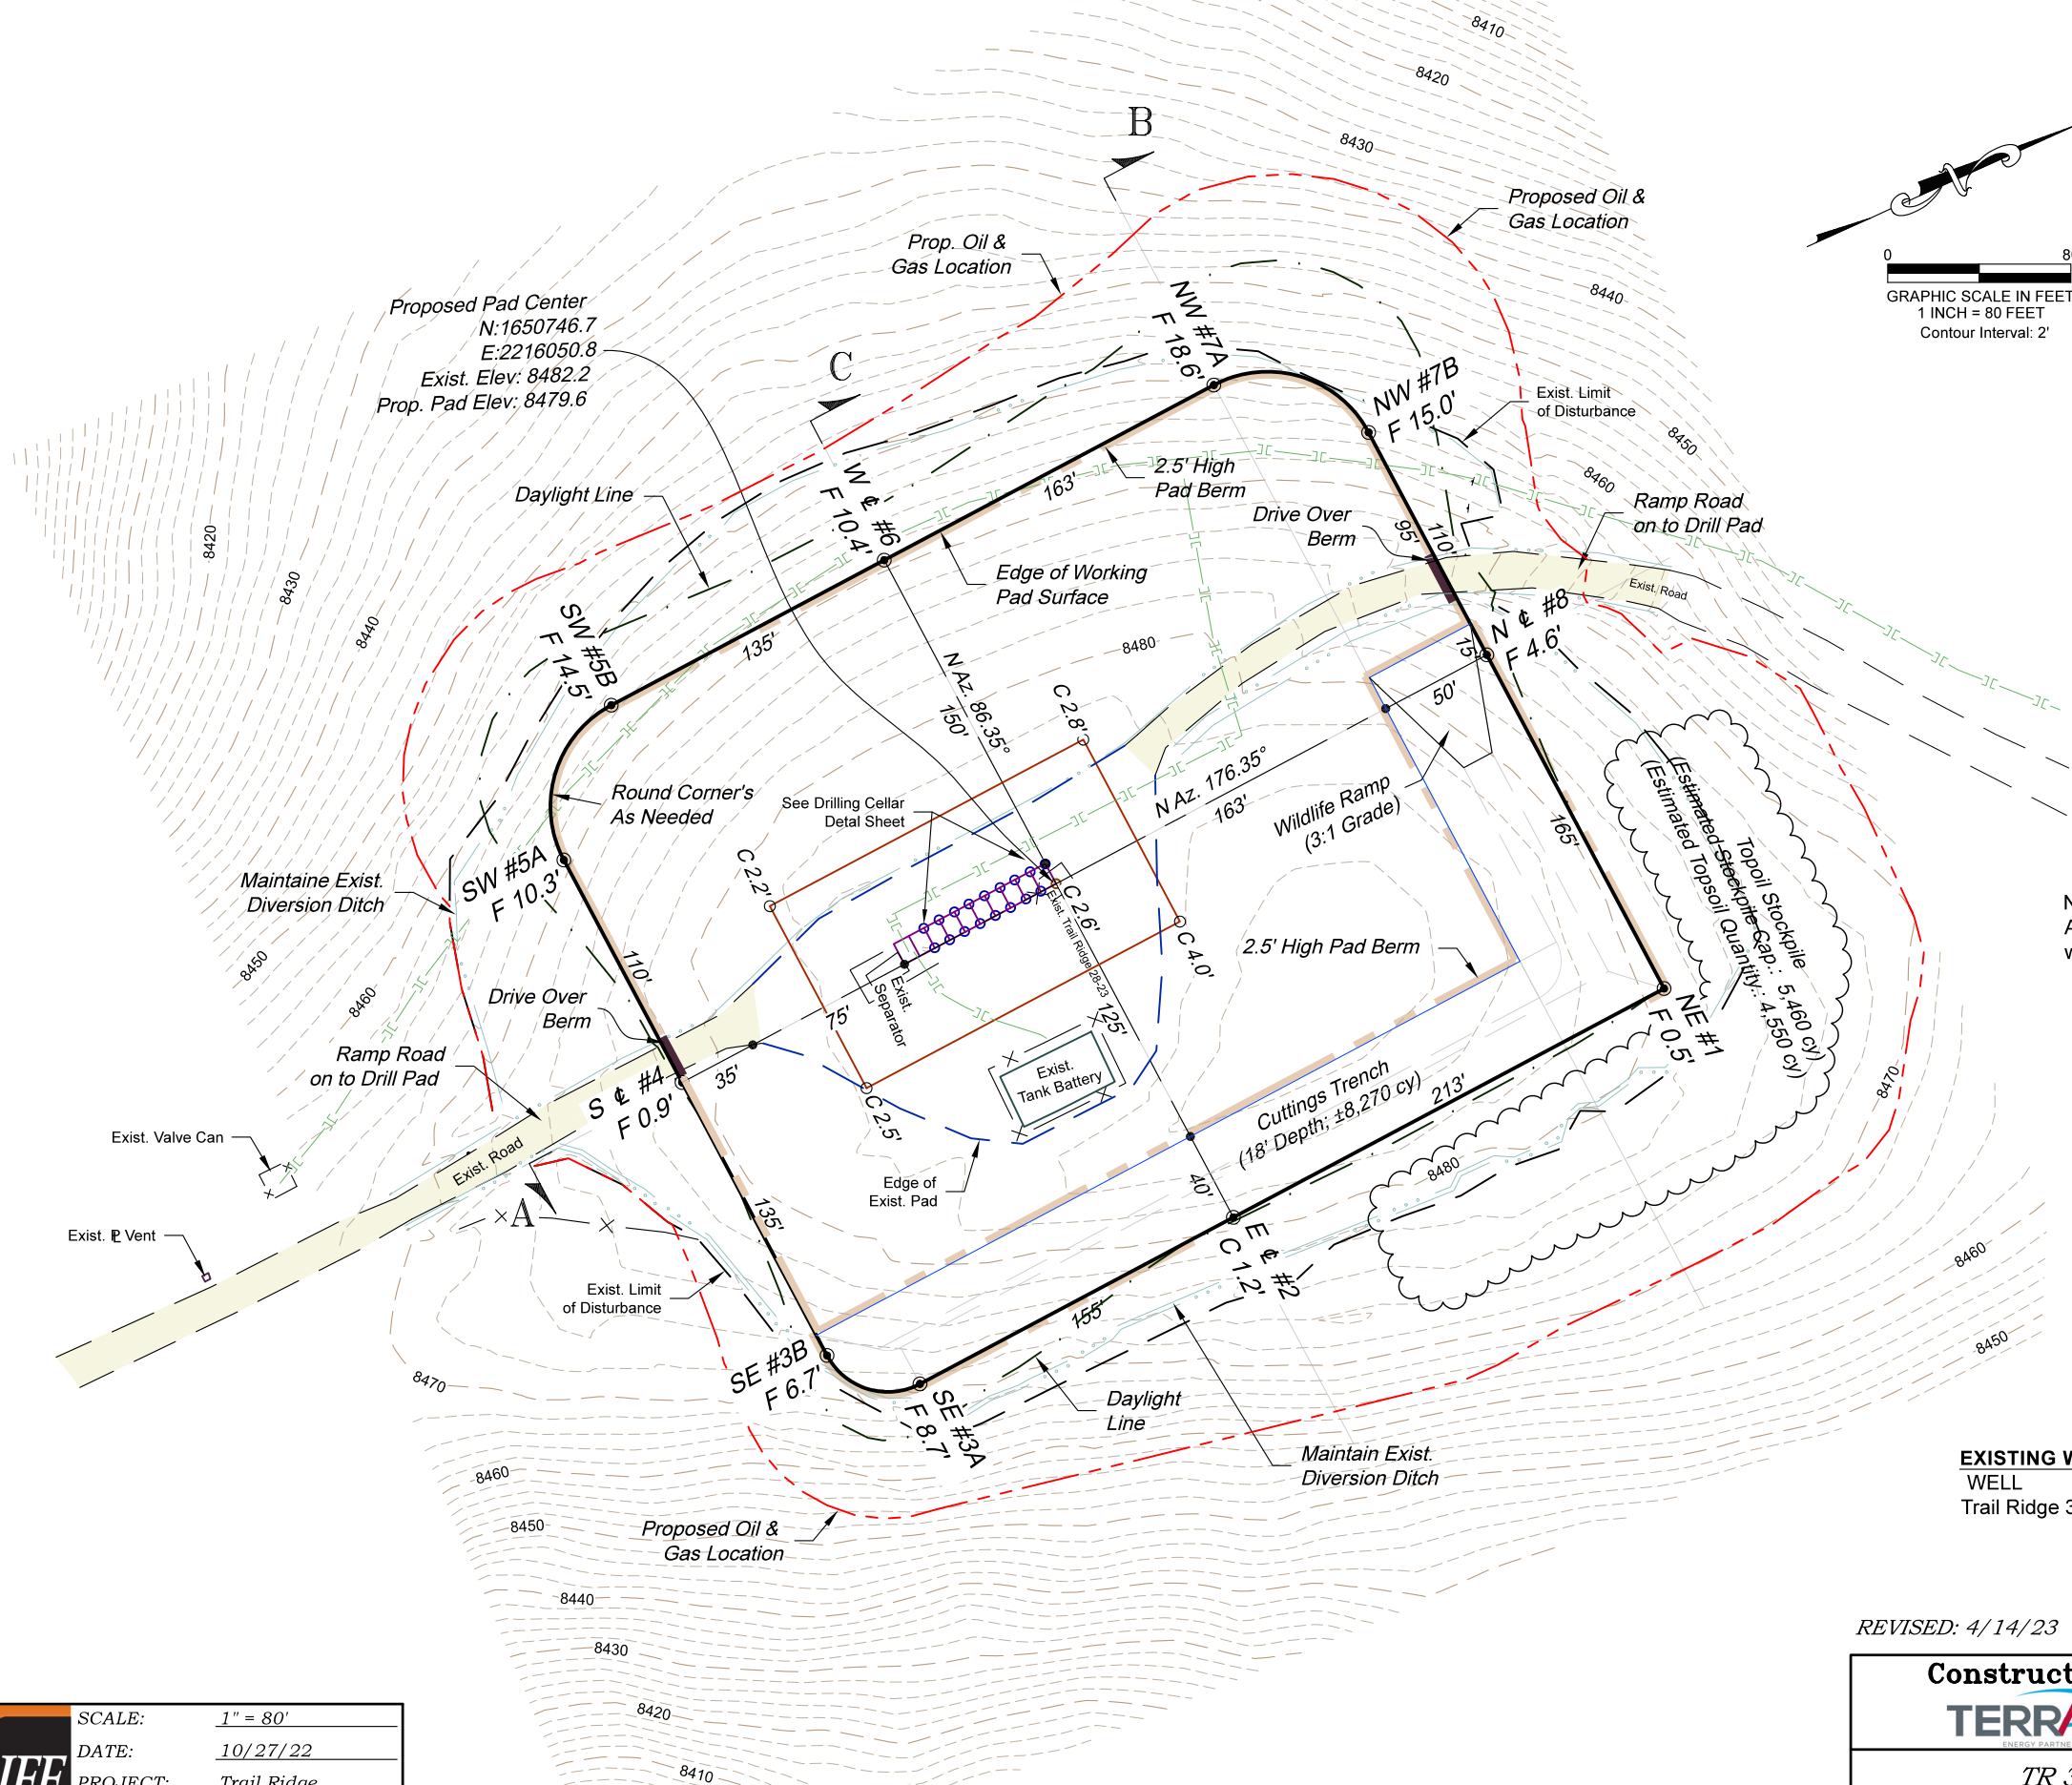 8410
8420
8430
B
Proposed Oil &
Gas Location
Prop. Oil &
Gas Location
0
8
GRAPHIC SCALE IN FEET
1 INCH = 80 FEET
Contour Interval: 2'
8440
Proposed Pad Center
N:1650746.7
E:2216050.8
Exist. Elev: 8482.2
Prop. Pad Elev: 8479.6
C
NW #7A
F 18.6'
NW #7B
F 15.0'
Exist. Limit
of Disturbance
8450
8460
2.5' High
Pad Berm
163'
Daylight Line
W ℄ #6
F 10.4'
Drive Over
Berm
95'
110'
Ramp Road
on to Drill Pad
Exist. Road
8420
8430
8440
Edge of Working
Pad Surface
SW #5B
F 14.5'
135'
8480
N ℄ #8
F 4.6'
15'
50'
N Az. 86.35°
150'
C 2.8'
N Az. 176.35°
163'
Wildlife Ramp
(3:1 Grade)
165'
Topoil Stockpile
(Estimated Stockpile Cap.: 5,460 cy)
(Estimated Topsoil Quantity.: 4,550 cy)
Round Corner's
As Needed
See Drilling Cellar
Detal Sheet
C 2.2'
SW #5A
F 10.3'
Maintaine Exist.
Diversion Ditch
C 2.6'
Exist. Trail Ridge 28-23
C 4.0'
2.5' High Pad Berm
N
A
w
8450
8460
110'
Drive Over
Berm
Exist.
Separator
75'
125'
NE #1
F 0.5'
Ramp Road
on to Drill Pad
S ℄ #4
F 0.9'
35'
Exist.
Tank Battery
C 2.5'
Cuttings Trench
(18' Depth; ±8,270 cy)
213'
8470
Exist. Valve Can
Exist. Road
8480
Edge of
Exist. Pad
40'
A
135'
Exist. ⅊ Vent
E ℄ #2
C 1.2'
8460
Exist. Limit
of Disturbance
155'
8450
SE #3B
F 6.7'
8470
SE #3A
F 8.7'
Daylight
Line
Maintain Exist.
Diversion Ditch
EXISTING W
WELL
Trail Ridge 3
8460
8450
Proposed Oil &
Gas Location
8440
8430
8420
8410
REVISED: 4/14/23
Construct
TERRA
ENERGY PARTNE
TR 3
SCALE: 1" = 80'
DATE: 10/27/22
PROJECT: Trail Ridge